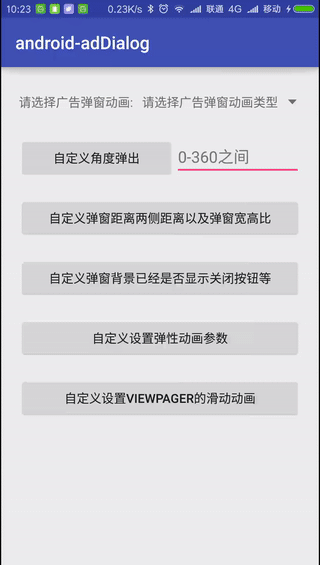 10:23 0.23K/s 联通 4G 移动
android-adDialog
请选择广告弹窗动画: 请选择广告弹窗动画类型
自定义角度弹出 0-360之间
自定义弹窗距离两侧距离以及弹窗宽高比
自定义弹窗背景已经是否显示关闭按钮等
自定义设置弹性动画参数
自定义设置VIEWPAGER的滑动动画